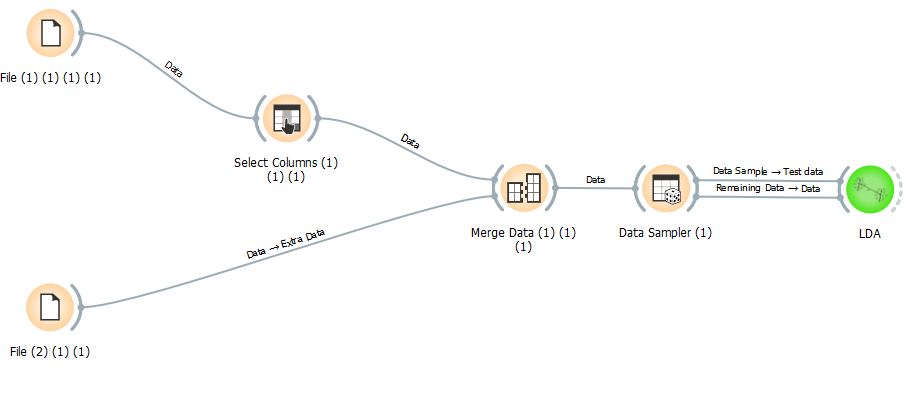 File (1) (1) (1) (1)
Data
Select Columns (1)
(1) (1)
Data
Data → Extra Data
File (2) (1) (1)
Merge Data (1) (1)
(1)
Data
Data Sampler (1)
Data Sample → Test data
Remaining Data → Data
LDA